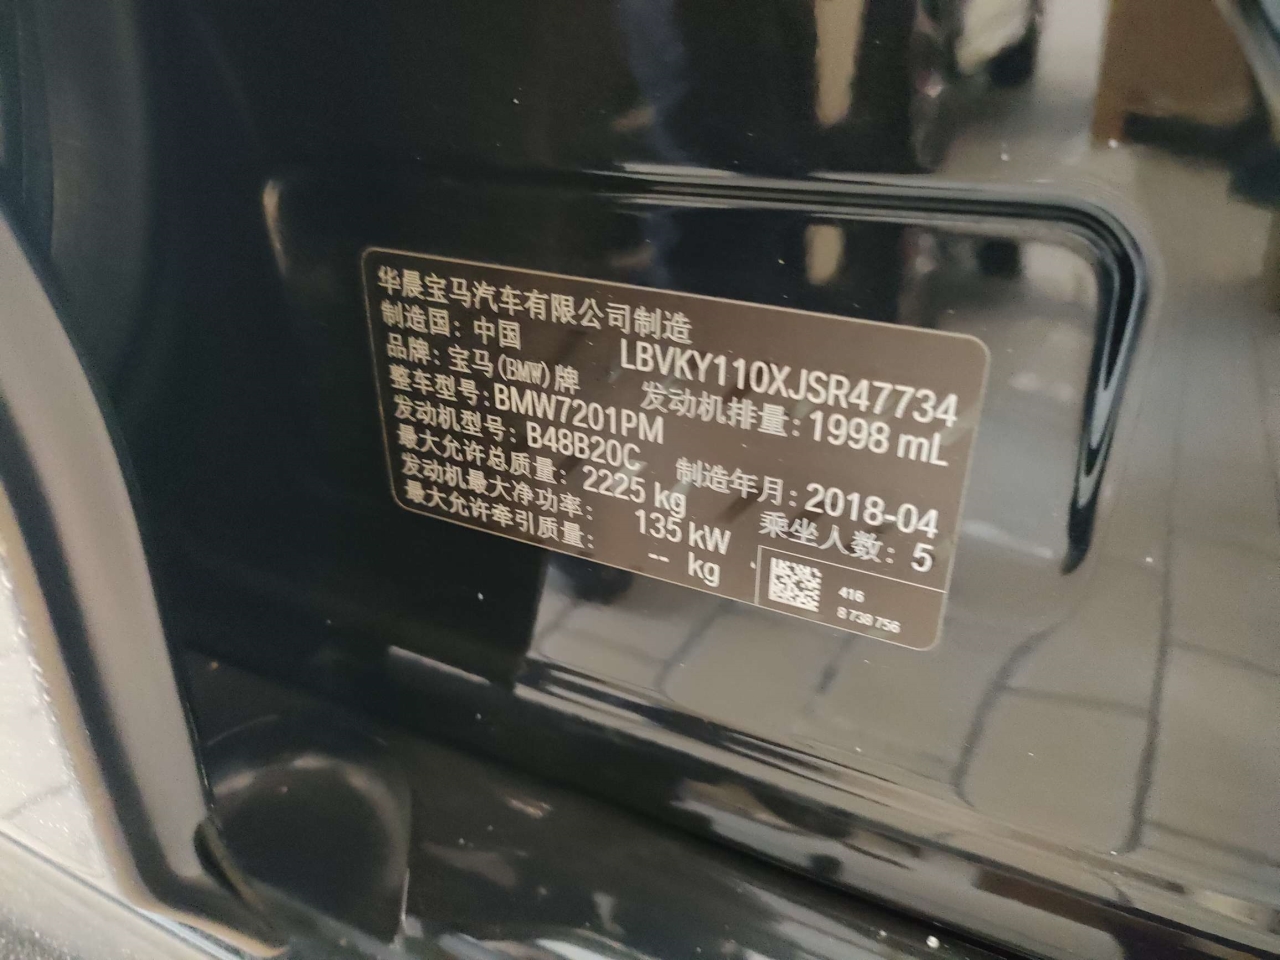 华晨宝马汽车有限公司制造
制造国：中国
LBVKY110XJSR47734
品牌：宝马(BMW)牌
发动机排量：1998 mL
整车型号：BMW7201PM
发动机型号：B48B20C
制造年月：2018-04
最大允许总质量：2225 kg
乘坐人数：5
发动机最大净功率：135 kW
最大允许牵引质量：-- kg
416
8 738 756